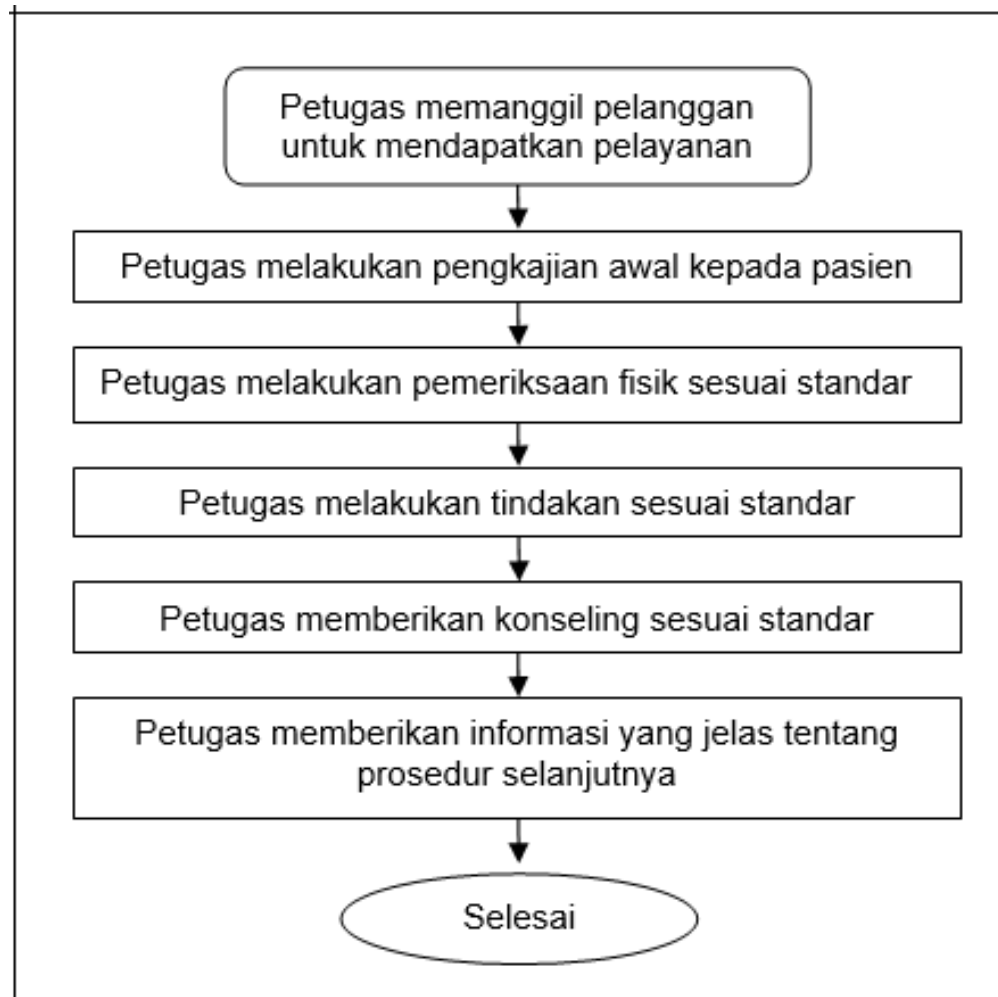 Petugas memanggil pelanggan
untuk mendapatkan pelayanan
Petugas melakukan pengkajian awal kepada pasien
Petugas melakukan pemeriksaan fisik sesuai standar
Petugas melakukan tindakan sesuai standar
Petugas memberikan konseling sesuai standar
Petugas memberikan informasi yang jelas tentang
prosedur selanjutnya
Selesai